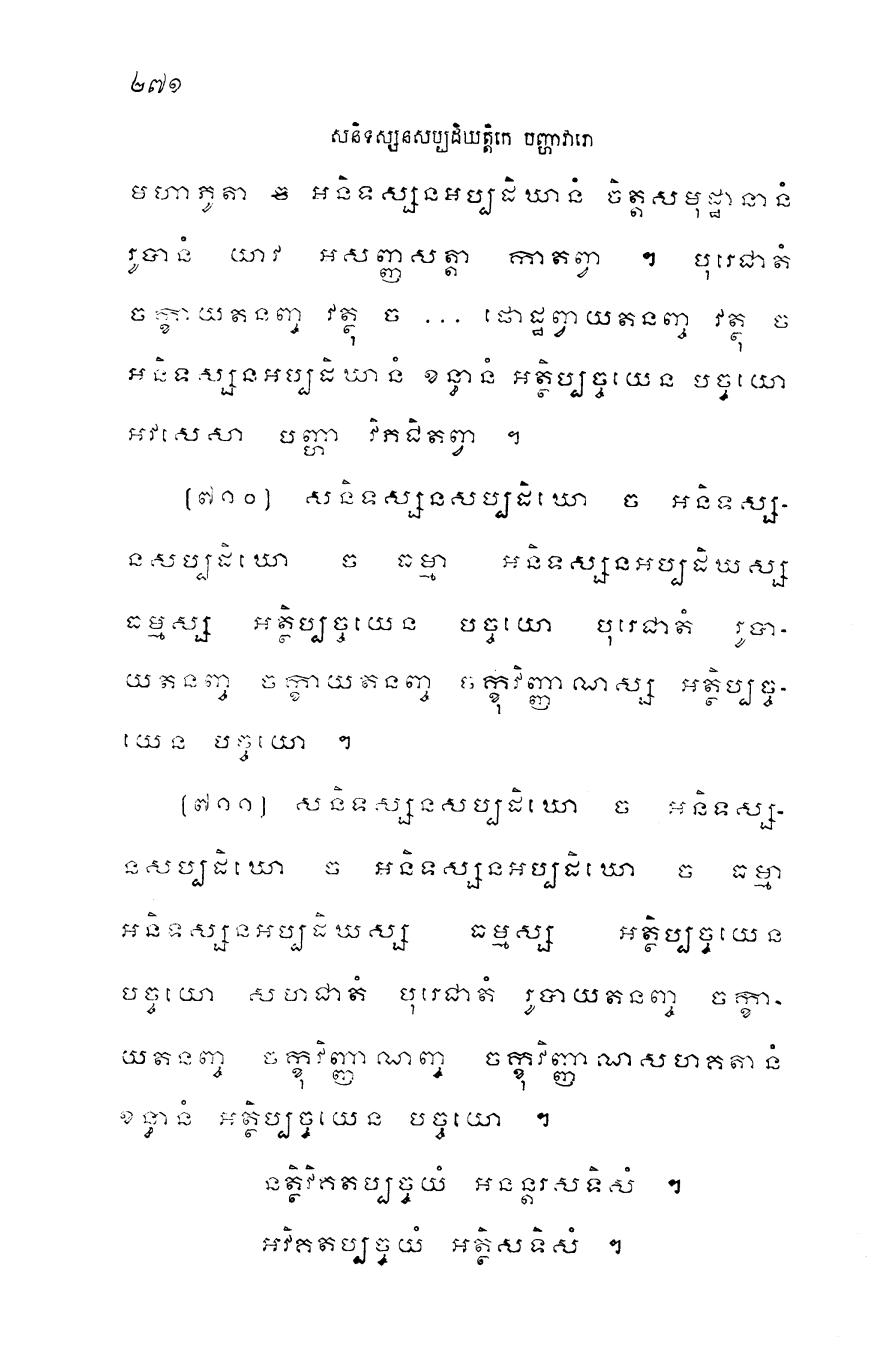 ២៧១
សនិទស្សនសប្បដិឃត្តិកេ បញ្ហាវារោ
មហាភូតា ច អនិទស្សនអប្បដិឃានំ ចិត្តសមុដ្ឋានានំ
រូបានំ យាវ អសញ្ញសត្តា កាតព្វា ។ បុរេជាតំ
ចក្ខាយតនញ្ច វត្ថុ ច ... ផោដ្ឋព្វាយតនញ្ច វត្ថុ ច
អនិទស្សនអប្បដិឃានំ ខន្ធានំ អត្ថិប្បច្ចយេន បច្ចយោ
អវសេសា បញ្ហា វិភជិតព្វា ។
(៧១០) សនិទស្សនសប្បដិឃោ ច អនិទស្ស-
នសប្បដិឃោ ច ធម្មា អនិទស្សនអប្បដិឃស្ស
ធម្មស្ស អត្ថិប្បច្ចយេន បច្ចយោ បុរេជាតំ រូបា-
យតនញ្ច ចក្ខាយតនញ្ច ចក្ខុវិញ្ញាណស្ស អត្ថិប្បច្ច-
យេន បច្ចយោ ។
(៧១១) សនិទស្សនសប្បដិឃោ ច អនិទស្ស-
នសប្បដិឃោ ច អនិទស្សនអប្បដិឃោ ច ធម្មា
អនិទស្សនអប្បដិឃស្ស ធម្មស្ស អត្ថិប្បច្ចយេន
បច្ចយោ សហជាតំ បុរេជាតំ រូបាយតនញ្ច ចក្ខា-
យតនញ្ច ចក្ខុវិញ្ញាណញ្ច ចក្ខុវិញ្ញាណសហគតានំ
ខន្ធានំ អត្ថិប្បច្ចយេន បច្ចយោ ។
នត្ថិវិគតប្បច្ចយំ អនន្តរសទិសំ ។
អវិគតប្បច្ចយំ អត្ថិសទិសំ ។